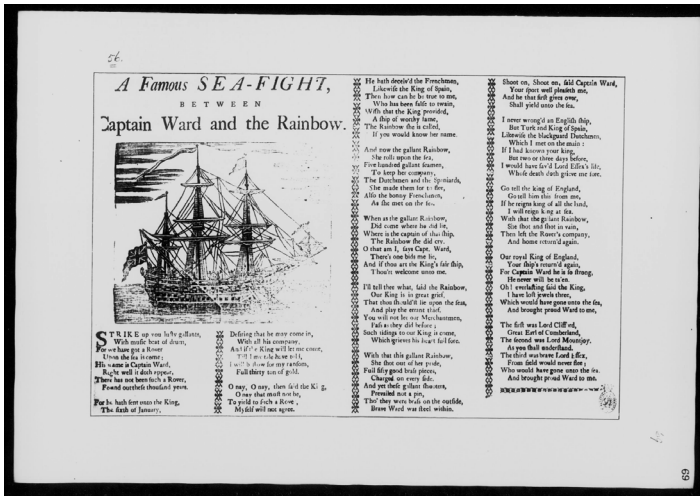 56.
A Famous SEA-FIGHT,
BETWEEN
Captain Ward and the Rainbow.
STRIKE up you lusty gallants,
With musick beat of drum,
For we have got a Rover
Upon the sea is come;
His name is Captain Ward,
Right well it doth appear,
There has not been such a Rover,
Found out these thousand years.
For he hath sent unto the King,
The sixth of January,
Desiring that he may come in,
With all his company,
And if the King will let me come,
Till I my tale have told,
I will bestow for my ransom,
Full thirty ton of gold.
O nay, O nay, then said the King,
O nay that must not be,
To yield to such a Rover,
Myself will not agree.
He hath deceiv'd the Frenchmen,
Likewise the King of Spain,
Then how can he be true to me,
Who has been false to twain,
With that the King provided,
A ship of worthy fame,
The Rainbow she is called,
If you would know her name.
And now the gallant Rainbow,
She rolls upon the sea,
Five hundred gallant seamen,
To keep her company,
The Dutchmen and the Spaniards,
She made them for to flee,
Also the bonny Frenchmen,
As she met on the sea.
When as the gallant Rainbow,
Did come where he did lie,
Where is the captain of this ship,
The Rainbow she did cry.
O that am I, says Capt. Ward,
There's one bids me lie,
And if thou art the King's fair ship,
Thou'rt welcome unto me.
I'll tell thee what, said the Rainbow,
Our King is in great grief,
That thou should'st lie upon the sea,
And play the errant thief.
You will not let our Merchantmen,
Pass as they did before;
Such tidings to our King is come,
Which grieves his heart full sore.
With that this gallant Rainbow,
She shot out of her pride,
Full fifty good brass pieces,
Charged on every side.
And yet these gallant shooters,
Prevailed not a pin,
Tho' they were brass on the outside,
Brave Ward was steel within.
Shoot on, Shoot on, said Captain Ward,
Your sport well pleaseth me,
And he that first gives over,
Shall yield unto the sea.
I never wrong'd an English ship,
But Turk and King of Spain,
Likewise the blackguard Dutchmen,
Which I met on the main:
If I had known your king,
But two or three days before,
I would have sav'd Lord Essex's life,
Whose death doth grieve me sore.
Go tell the king of England,
Go tell him this from me,
If he reigns king of all the land,
I will reign king at sea.
With that the gallant Rainbow,
She shot and shot in vain,
Then left the Rover's company,
And home return'd again.
Our royal King of England,
Your ship's return'd again,
For Captain Ward he is so strong,
He never will be ta'en.
Oh! everlasting said the King,
I have lost jewels three,
Which would have gone unto the sea,
And brought proud Ward to me.
The first was Lord Clifford,
Great Earl of Cumberland,
The second was Lord Mountjoy,
As you shall understand.
The third was brave Lord Essex,
From field would never flee;
Who would have gone unto the sea,
And brought proud Ward to me.
69